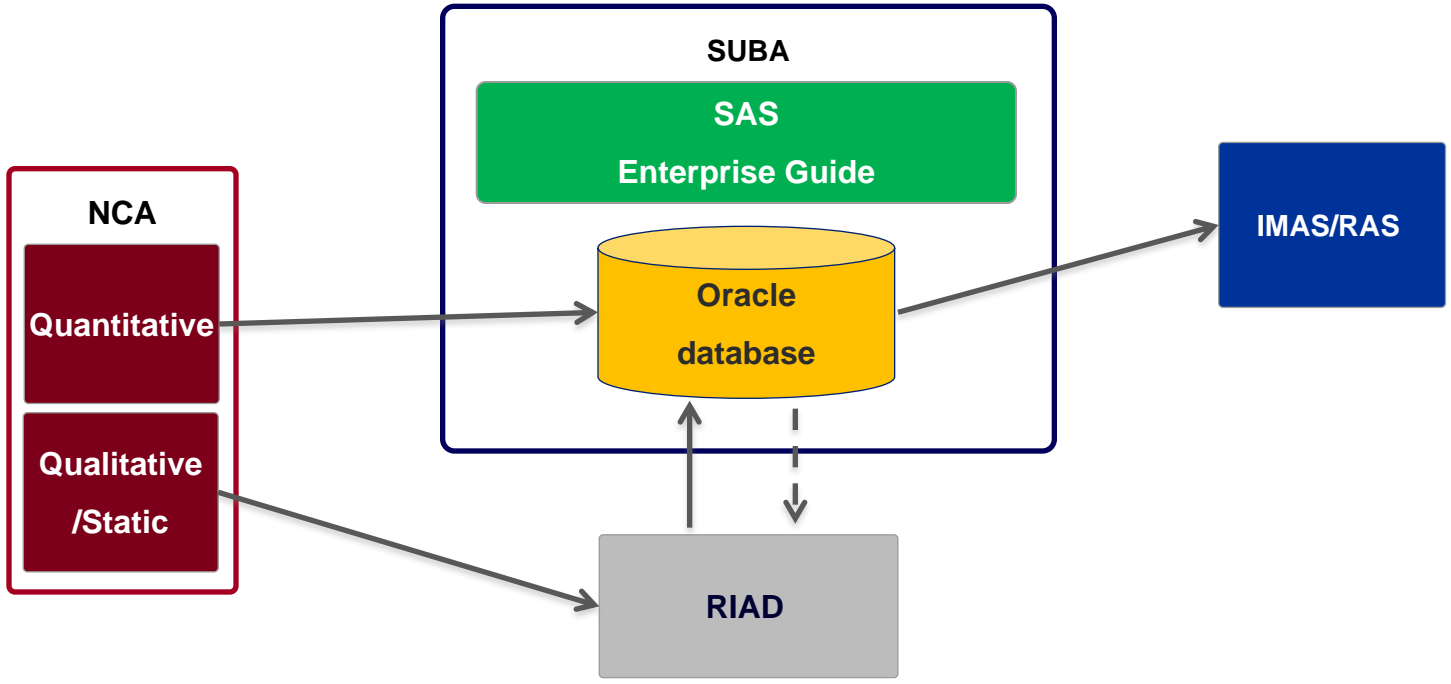 SUBA
SAS
Enterprise Guide
NCA
Quantitative
Qualitative
/Static
Oracle
database
IMAS/RAS
RIAD